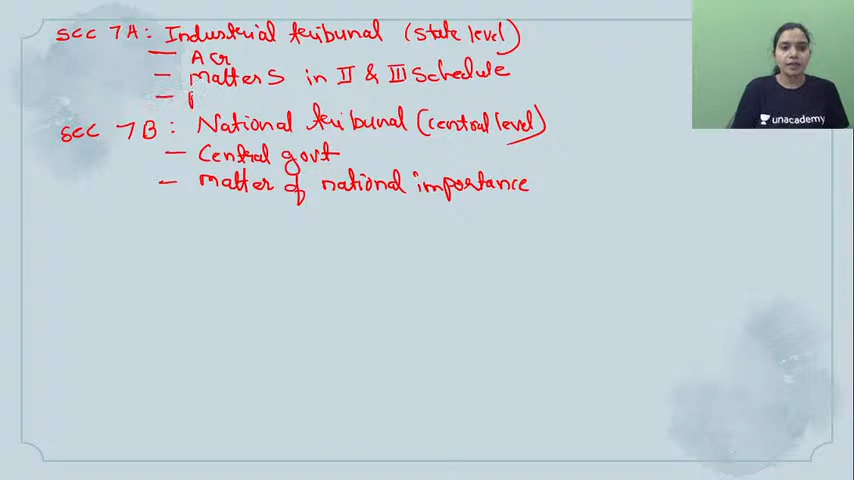 sec 7A: Industrial tribunal (state level)
— A Gr
— matters in II & III Schedule
—
sec 7B: National tribunal (central level)
— Central govt
— matter of national importance
unacademy